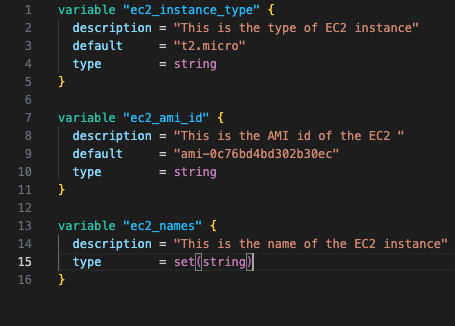 1 variable "ec2_instance_type" {
2 description = "This is the type of EC2 instance"
3 default = "t2.micro"
4 type = string
5 }
6
7 variable "ec2_ami_id" {
8 description = "This is the AMI id of the EC2 "
9 default = "ami-0c76bd4bd302b30ec"
10 type = string
11 }
12
13 variable "ec2_names" {
14 description = "This is the name of the EC2 instance"
15 type = set(string)
16 }